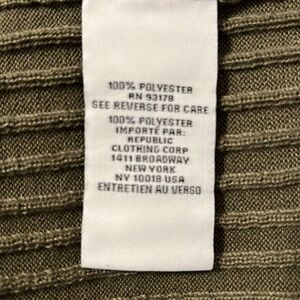 100% POLYESTER
RN 93179
SEE REVERSE FOR CARE
100% POLYESTER
IMPORTÉ PAR:
REPUBLIC
CLOTHING CORP
1411 BROADWAY
NEW YORK
NY 10018 USA
ENTRETIEN AU VERSO